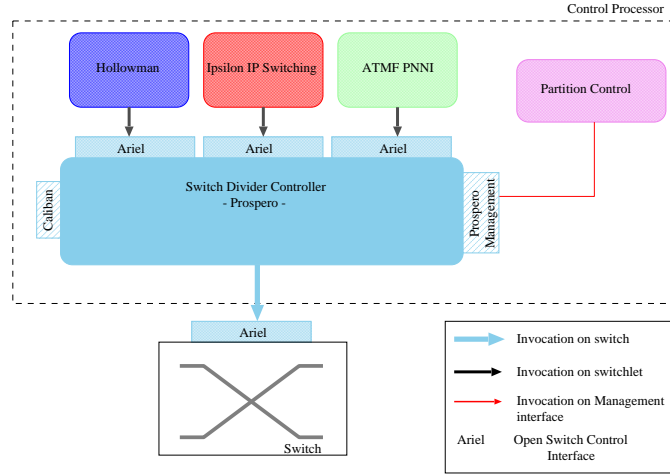 Control Processor
Hollowman
Ipsilon IP Switching
ATMF PNNI
Partition Control
Ariel
Ariel
Ariel
Caliban
Switch Divider Controller
- Prospero -
Prospero
Management
Ariel
Switch
Invocation on switch
Invocation on switchlet
Invocation on Management
interface
Ariel Open Switch Control
Interface